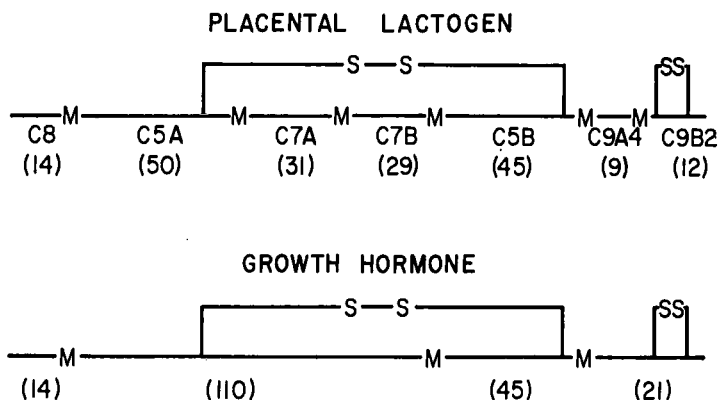 PLACENTAL LACTOGEN
S S SS
M M M M M M
C8 C5A C7A C7B C5B C9A4 C9B2
(14) (50) (31) (29) (45) (9) (12)
GROWTH HORMONE
S S SS
M M M
(14) (110) (45) (21)